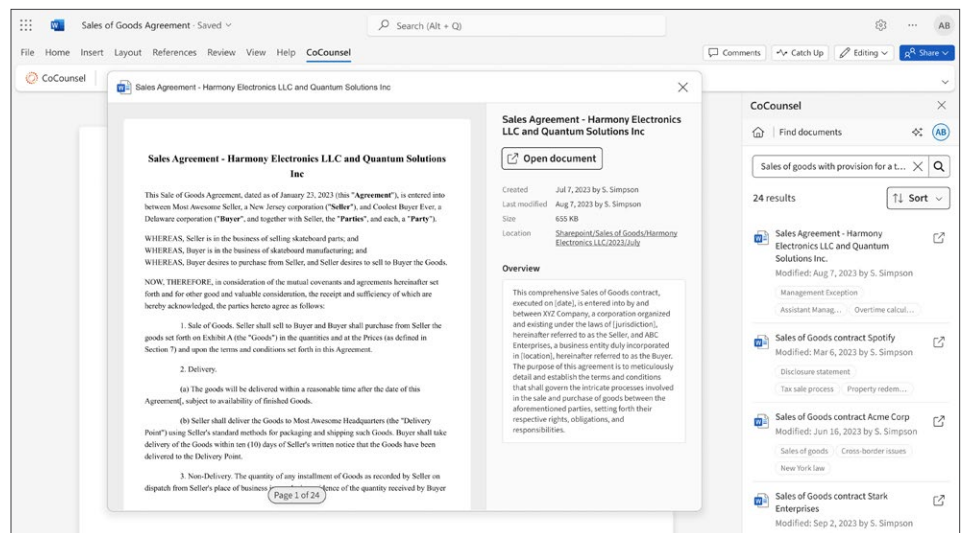 Sales of Goods Agreement · Saved
Search (Alt + Q)
AB
File Home Insert Layout References Review View Help CoCounsel
Comments Catch Up Editing Share
CoCounsel
Sales Agreement - Harmony Electronics LLC and Quantum Solutions Inc
Sales Agreement - Harmony Electronics LLC and Quantum Solutions
Inc
This Sale of Goods Agreement, dated as of January 23, 2023 (this "Agreement"), is entered into
between Most Awesome Seller, a New Jersey corporation ("Seller"), and Coolest Buyer Ever, a
Delaware corporation ("Buyer", and together with Seller, the "Parties", and each, a "Party").
WHEREAS, Seller is in the business of selling skateboard parts; and
WHEREAS, Buyer is in the business of skateboard manufacturing; and
WHEREAS, Buyer desires to purchase from Seller, and Seller desires to sell to Buyer the Goods.
NOW, THEREFORE, in consideration of the mutual covenants and agreements hereinafter set
forth and for other good and valuable consideration, the receipt and sufficiency of which are
hereby acknowledged, the parties hereto agree as follows:
1. Sale of Goods. Seller shall sell to Buyer and Buyer shall purchase from Seller the
goods set forth on Exhibit A (the "Goods") in the quantities and at the Prices (as defined in
Section 7) and upon the terms and conditions set forth in this Agreement.
2. Delivery.
(a) The goods will be delivered within a reasonable time after the date of this
Agreement[, subject to availability of finished Goods.
(b) Seller shall deliver the Goods to Most Awesome Headquarters (the "Delivery
Point") using Seller's standard methods for packaging and shipping such Goods. Buyer shall take
delivery of the Goods within ten (10) days of Seller's written notice that the Goods have been
delivered to the Delivery Point.
3. Non-Delivery. The quantity of any installment of Goods as recorded by Seller on
dispatch from Seller's place of business is dence of the quantity received by Buyer
Page 1 of 24
Sales Agreement - Harmony Electronics
LLC and Quantum Solutions Inc
Open document
Created Jul 7, 2023 by S. Simpson
Last modified Aug 7, 2023 by S. Simpson
Size 655 KB
Location Sharepoint/Sales of Goods/Harmony
Electronics LLC/2023/July
Overview
This comprehensive Sales of Goods contract,
executed on [date], is entered into by and
between XYZ Company, a corporation organized
and existing under the laws of [jurisdiction],
hereinafter referred to as the Seller, and ABC
Enterprises, a business entity duly incorporated
in [location], hereinafter referred to as the Buyer.
The purpose of this agreement is to meticulously
detail and establish the terms and conditions
that shall govern the intricate processes involved
in the sale and purchase of goods between the
aforementioned parties, setting forth their
respective rights, obligations, and
responsibilities.
CoCounsel
Find documents AB
Sales of goods with provision for a t...
24 results
Sort
Sales Agreement - Harmony
Electronics LLC and Quantum
Solutions Inc.
Modified: Aug 7, 2023 by S. Simpson
Management Exception
Assistant Manag... Overtime calcul...
Sales of Goods contract Spotify
Modified: Mar 6, 2023 by S. Simpson
Disclosure statement
Tax sale process Property redem...
Sales of Goods contract Acme Corp
Modified: Jun 16, 2023 by S. Simpson
Sales of goods Cross-border issues
New York law
Sales of Goods contract Stark
Enterprises
Modified: Sep 2, 2023 by S. Simpson